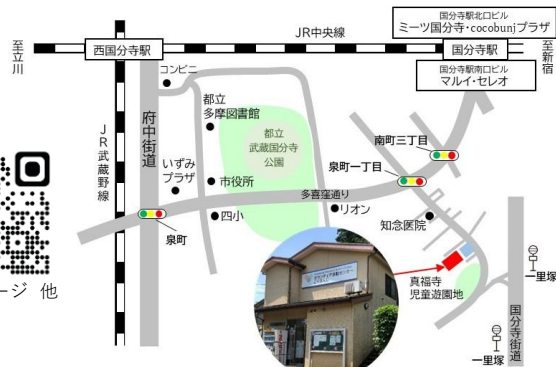 国分寺駅北口ビル
ミーツ国分寺・cocobunjiプラザ
JR中央線
至立川
西国分寺駅
国分寺駅
至新宿
国分寺駅南口ビル
マルイ・セレオ
コンビニ
都立
多摩図書館
府中街道
都立
武蔵国分寺
公園
南町三丁目
JR武蔵野線
いずみ
プラザ
泉町一丁目
市役所
多喜窪通り
四小
リオン
泉町
知念医院
ージ 他
真福寺
児童遊園地
一里塚
国分寺街道
一里塚